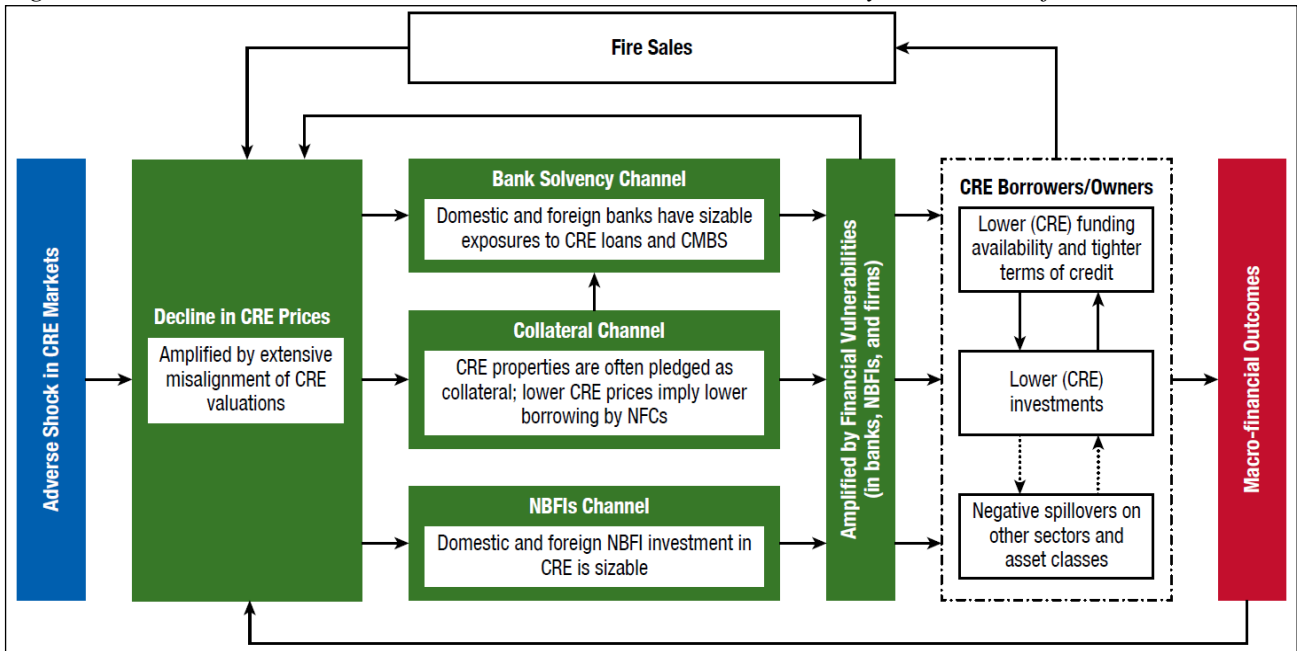 Fire Sales
Adverse Shock in CRE Markets
Decline in CRE Prices
Amplified by extensive
misalignment of CRE
valuations
Bank Solvency Channel
Domestic and foreign banks have sizable
exposures to CRE loans and CMBS
Collateral Channel
CRE properties are often pledged as
collateral; lower CRE prices imply lower
borrowing by NFCs
NBFIs Channel
Domestic and foreign NBFI investment in
CRE is sizable
Amplified by Financial Vulnerabilities
(in banks, NBFIs, and firms)
CRE Borrowers/Owners
Lower (CRE) funding
availability and tighter
terms of credit
Lower (CRE)
investments
Negative spillovers on
other sectors and
asset classes
Macro-financial Outcomes